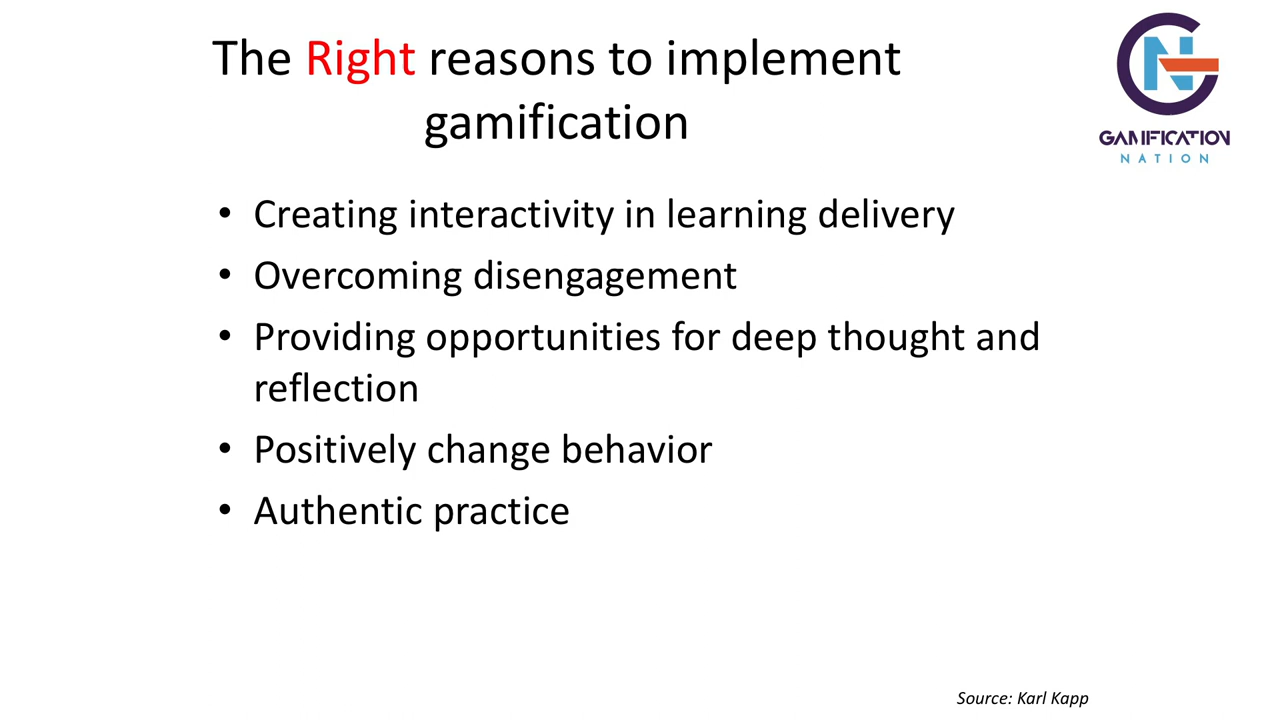 The Right reasons to implement
gamification
GAMIFICATION
NATION
• Creating interactivity in learning delivery
• Overcoming disengagement
• Providing opportunities for deep thought and
reflection
• Positively change behavior
• Authentic practice
Source: Karl Kapp